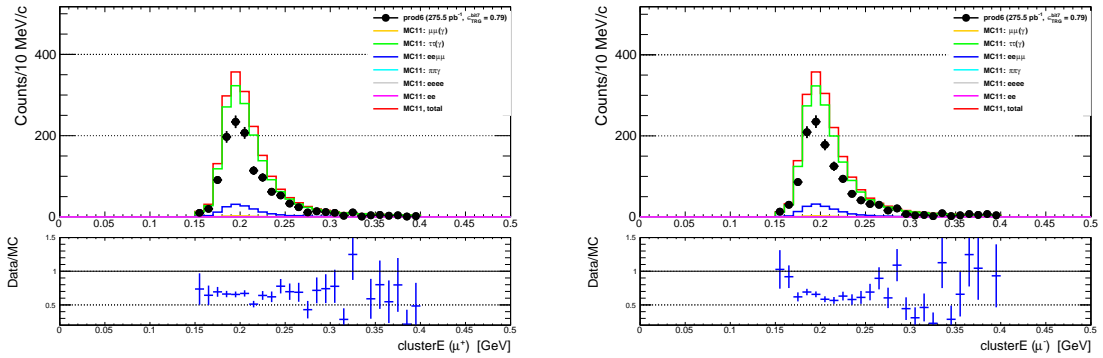 Counts/10 MeV/c
400
200
0
prod6 (275.5 pb⁻¹, ε_TRG^bit7 = 0.79)
MC11: μμ(γ)
MC11: ττ(γ)
MC11: eeμμ
MC11: ππγ
MC11: eeee
MC11: ee
MC11, total
0 0.05 0.1 0.15 0.2 0.25 0.3 0.35 0.4 0.45 0.5
Data/MC
1.5
1
0.5
0 0.05 0.1 0.15 0.2 0.25 0.3 0.35 0.4 0.45 0.5
clusterE (μ⁺) [GeV]
Counts/10 MeV/c
400
200
0
prod6 (275.5 pb⁻¹, ε_TRG^bit7 = 0.79)
MC11: μμ(γ)
MC11: ττ(γ)
MC11: eeμμ
MC11: ππγ
MC11: eeee
MC11: ee
MC11, total
0 0.05 0.1 0.15 0.2 0.25 0.3 0.35 0.4 0.45 0.5
Data/MC
1.5
1
0.5
0 0.05 0.1 0.15 0.2 0.25 0.3 0.35 0.4 0.45 0.5
clusterE (μ⁻) [GeV]